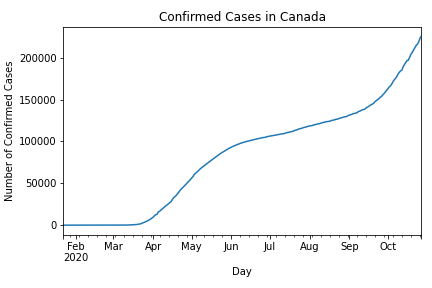 Confirmed Cases in Canada
Number of Confirmed Cases
200000
150000
100000
50000
0
Feb Mar Apr May Jun Jul Aug Sep Oct
2020
Day